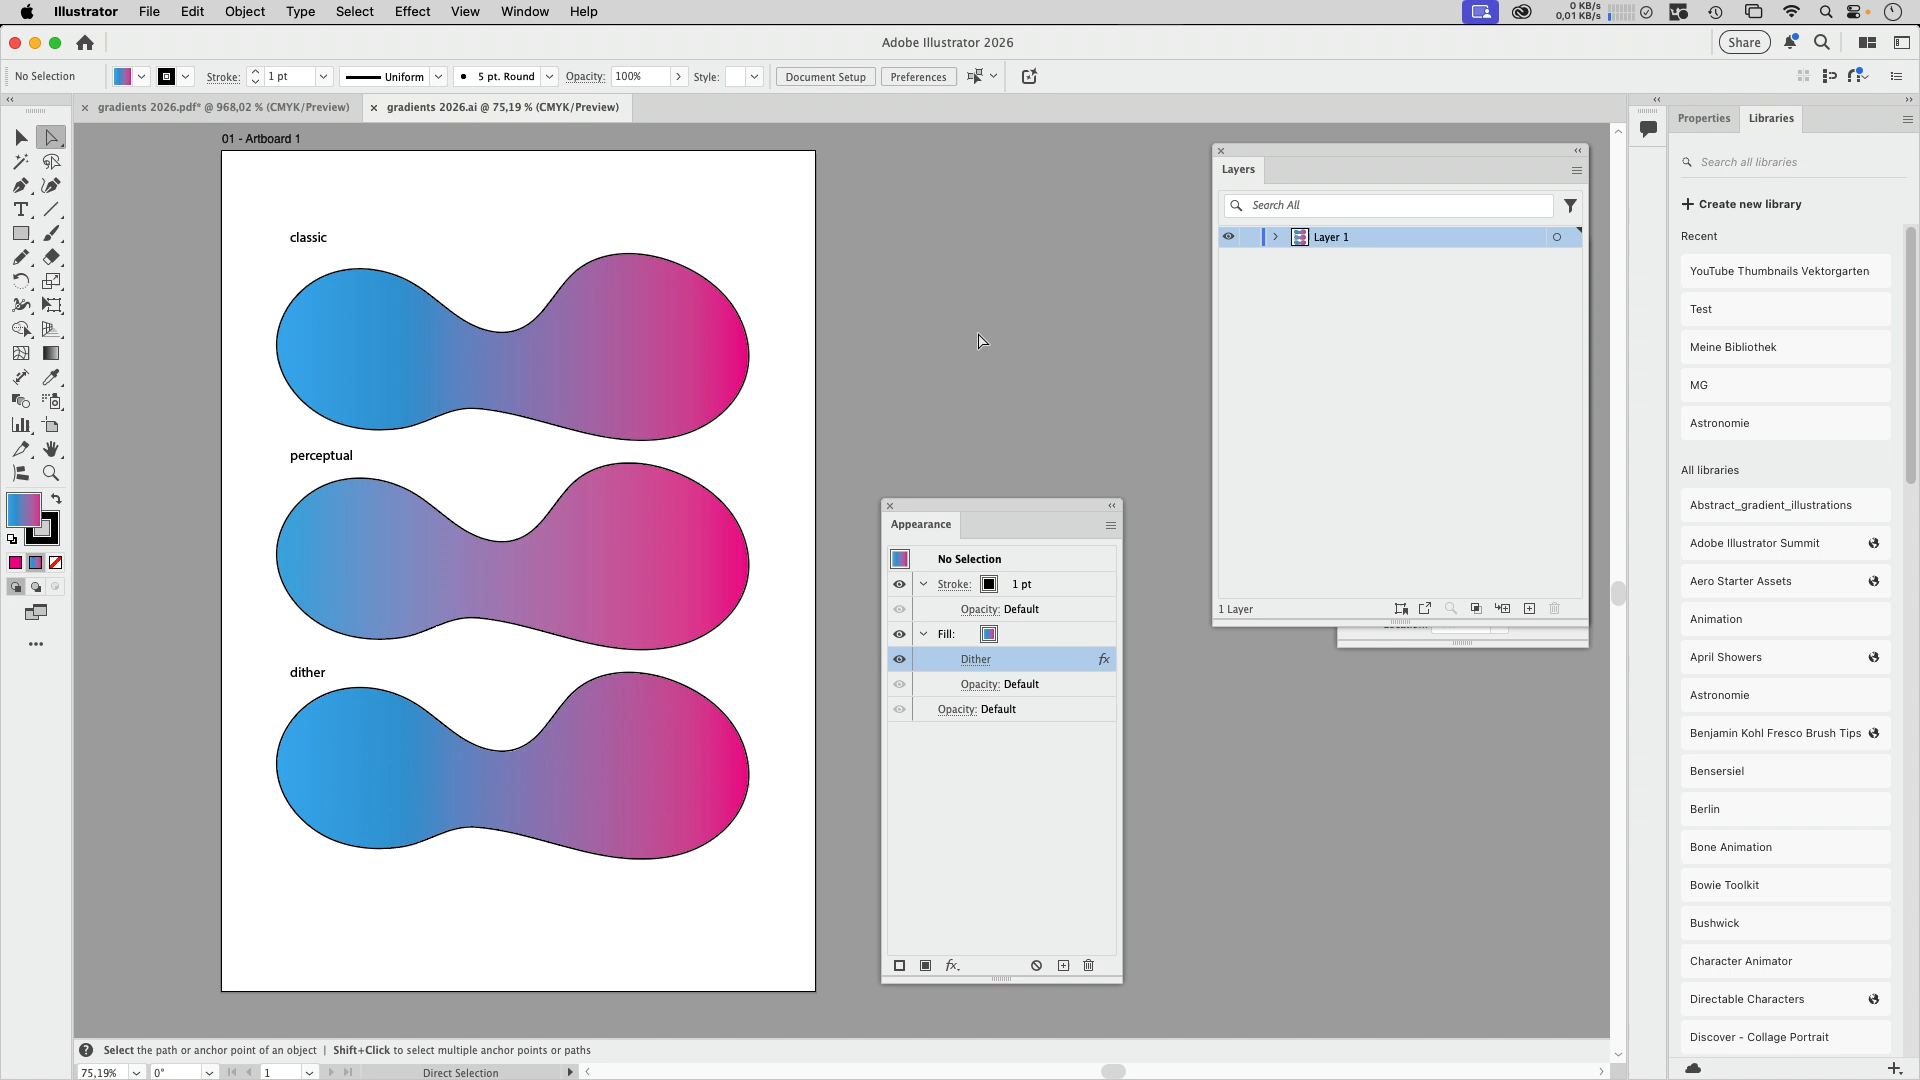 Illustrator File Edit Object Type Select Effect View Window Help
0 KB/s
0,01 KB/s
Adobe Illustrator 2026
Share
No Selection
Stroke: 1 pt Uniform 5 pt. Round Opacity: 100% Style: Document Setup Preferences
gradients 2026.pdf* @ 968,02 % (CMYK/Preview)
gradients 2026.ai @ 75,19 % (CMYK/Preview)
01 - Artboard 1
classic
perceptual
dither
Layers
Search All
Layer 1
1 Layer
Appearance
No Selection
Stroke: 1 pt
Opacity: Default
Fill:
Dither fx
Opacity: Default
Opacity: Default
fx
Properties Libraries
Search all libraries
Create new library
Recent
YouTube Thumbnails Vektorgarten
Test
Meine Bibliothek
MG
Astronomie
All libraries
Abstract_gradient_illustrations
Adobe Illustrator Summit
Aero Starter Assets
Animation
April Showers
Astronomie
Benjamin Kohl Fresco Brush Tips
Bensersiel
Berlin
Bone Animation
Bowie Toolkit
Bushwick
Character Animator
Directable Characters
Discover - Collage Portrait
Select the path or anchor point of an object | Shift+Click to select multiple anchor points or paths
75,19% 0° 1 Direct Selection